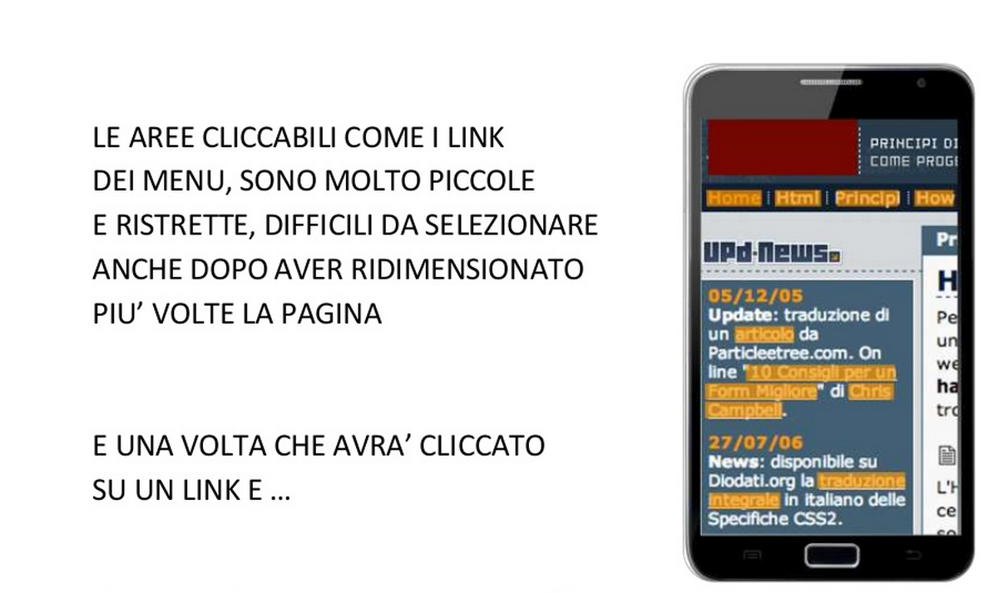 LE AREE CLICCABILI COME I LINK
DEI MENU, SONO MOLTO PICCOLE
E RISTRETTE, DIFFICILI DA SELEZIONARE
ANCHE DOPO AVER RIDIMENSIONATO
PIU’ VOLTE LA PAGINA
E UNA VOLTA CHE AVRA’ CLICCATO
SU UN LINK E ...
PRINCIPI DI
COME PROGE
Home Html Principi How
UPd-News
05/12/05
Update: traduzione di
un articolo da
Particleetree.com. On
line "10 Consigli per un
Form Migliore" di Chris
Campbell.
27/07/06
News: disponibile su
Diodati.org la traduzione
integrale in italiano delle
Specifiche CSS2.
Pr
H
Pe
un
we
ha
tro
L'H
ce
so